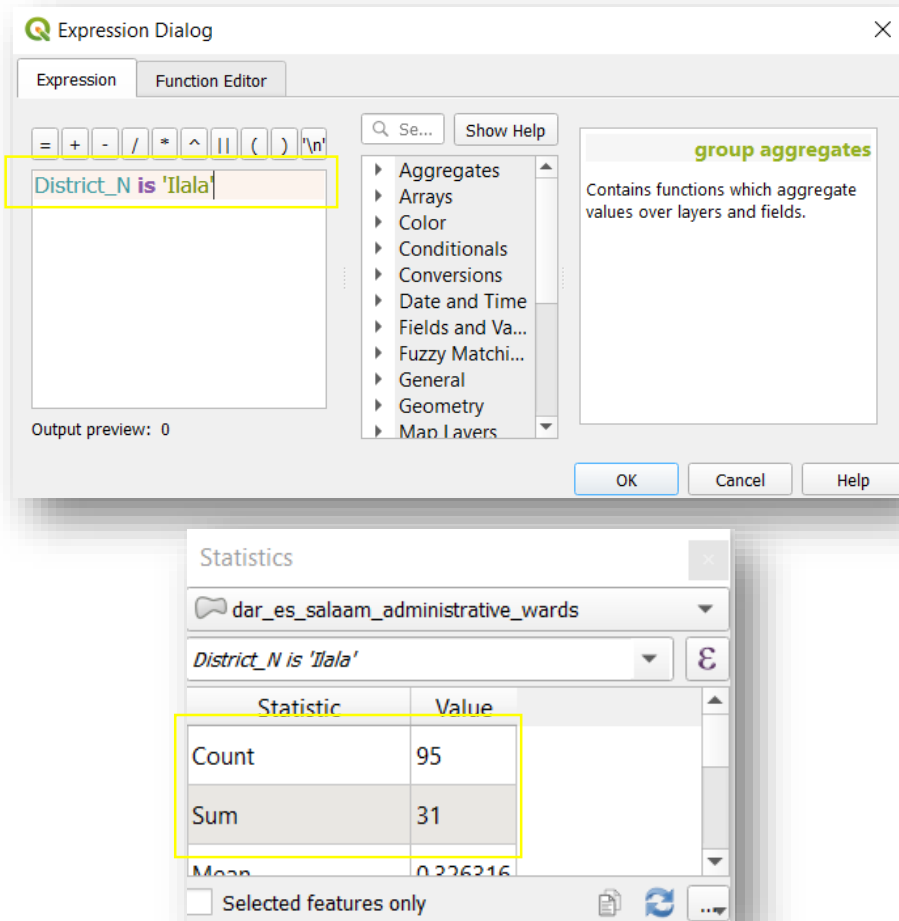 Expression Dialog
Expression
Function Editor
= + - / * ^ || ( ) '\n'
Se...
Show Help
District_N is 'Ilala'
Aggregates
Arrays
Color
Conditionals
Conversions
Date and Time
Fields and Va...
Fuzzy Matchi...
General
Geometry
Map Layers
group aggregates
Contains functions which aggregate
values over layers and fields.
Output preview: 0
OK
Cancel
Help
Statistics
dar_es_salaam_administrative_wards
District_N is 'Ilala'
ε
Statistic Value
Count 95
Sum 31
Mean 0.326316
Selected features only
...